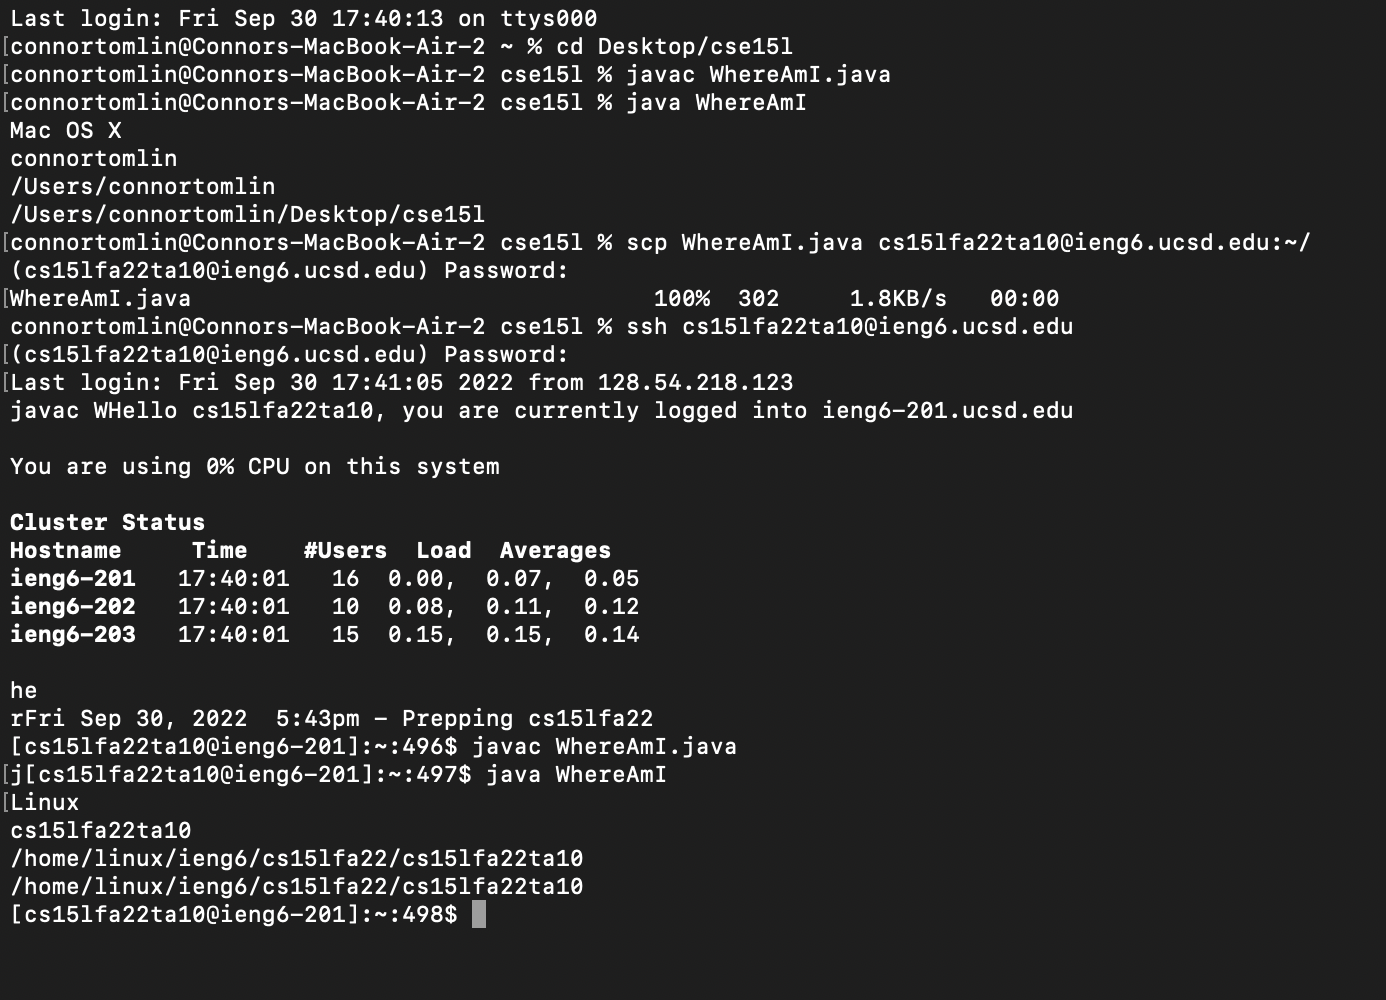 Last login: Fri Sep 30 17:40:13 on ttys000
[connortomlin@Connors-MacBook-Air-2 ~ % cd Desktop/cse15l
[connortomlin@Connors-MacBook-Air-2 cse15l % javac WhereAmI.java
[connortomlin@Connors-MacBook-Air-2 cse15l % java WhereAmI
Mac OS X
connortomlin
/Users/connortomlin
/Users/connortomlin/Desktop/cse15l
[connortomlin@Connors-MacBook-Air-2 cse15l % scp WhereAmI.java cs15lfa22ta10@ieng6.ucsd.edu:~/
(cs15lfa22ta10@ieng6.ucsd.edu) Password:
[WhereAmI.java 100% 302 1.8KB/s 00:00
connortomlin@Connors-MacBook-Air-2 cse15l % ssh cs15lfa22ta10@ieng6.ucsd.edu
[(cs15lfa22ta10@ieng6.ucsd.edu) Password:
[Last login: Fri Sep 30 17:41:05 2022 from 128.54.218.123
javac WHello cs15lfa22ta10, you are currently logged into ieng6-201.ucsd.edu
You are using 0% CPU on this system
Cluster Status
Hostname Time #Users Load Averages
ieng6-201 17:40:01 16 0.00, 0.07, 0.05
ieng6-202 17:40:01 10 0.08, 0.11, 0.12
ieng6-203 17:40:01 15 0.15, 0.15, 0.14
he
rFri Sep 30, 2022 5:43pm - Prepping cs15lfa22
[cs15lfa22ta10@ieng6-201]:~:496$ javac WhereAmI.java
[j[cs15lfa22ta10@ieng6-201]:~:497$ java WhereAmI
[Linux
cs15lfa22ta10
/home/linux/ieng6/cs15lfa22/cs15lfa22ta10
/home/linux/ieng6/cs15lfa22/cs15lfa22ta10
[cs15lfa22ta10@ieng6-201]:~:498$